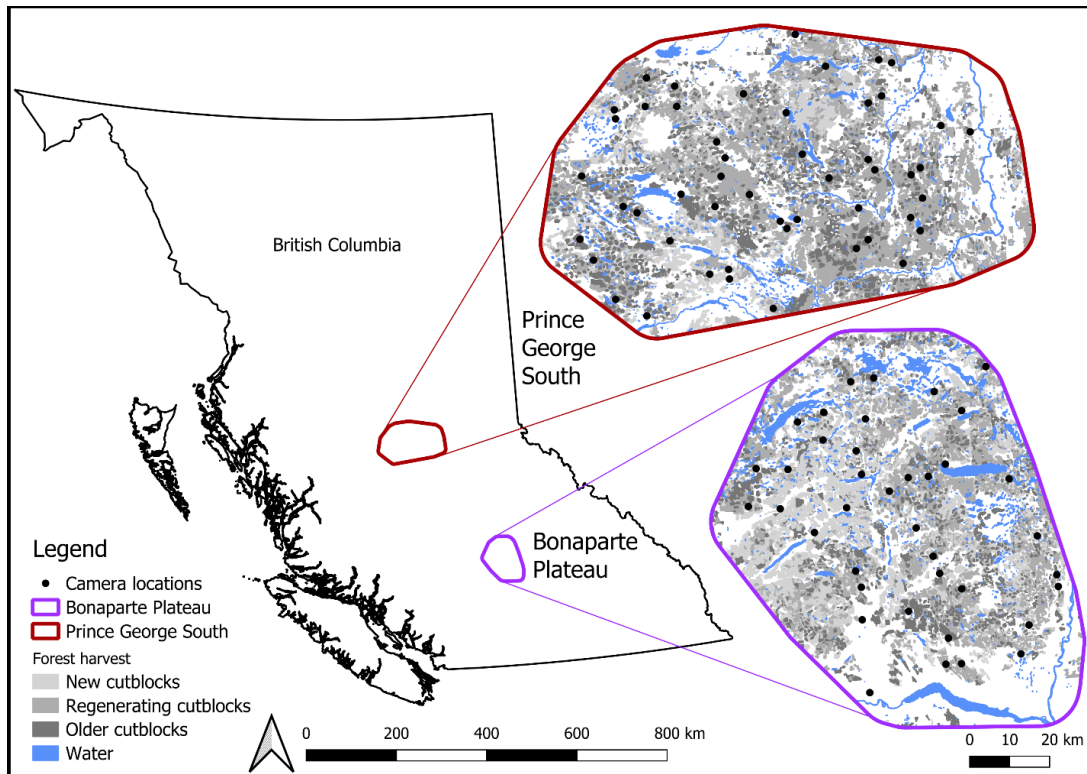 British Columbia
Prince
George
South
Bonaparte
Plateau
Legend
Camera locations
Bonaparte Plateau
Prince George South
Forest harvest
New cutblocks
Regenerating cutblocks
Older cutblocks
Water
0 200 400 600 800 km
0 10 20 km